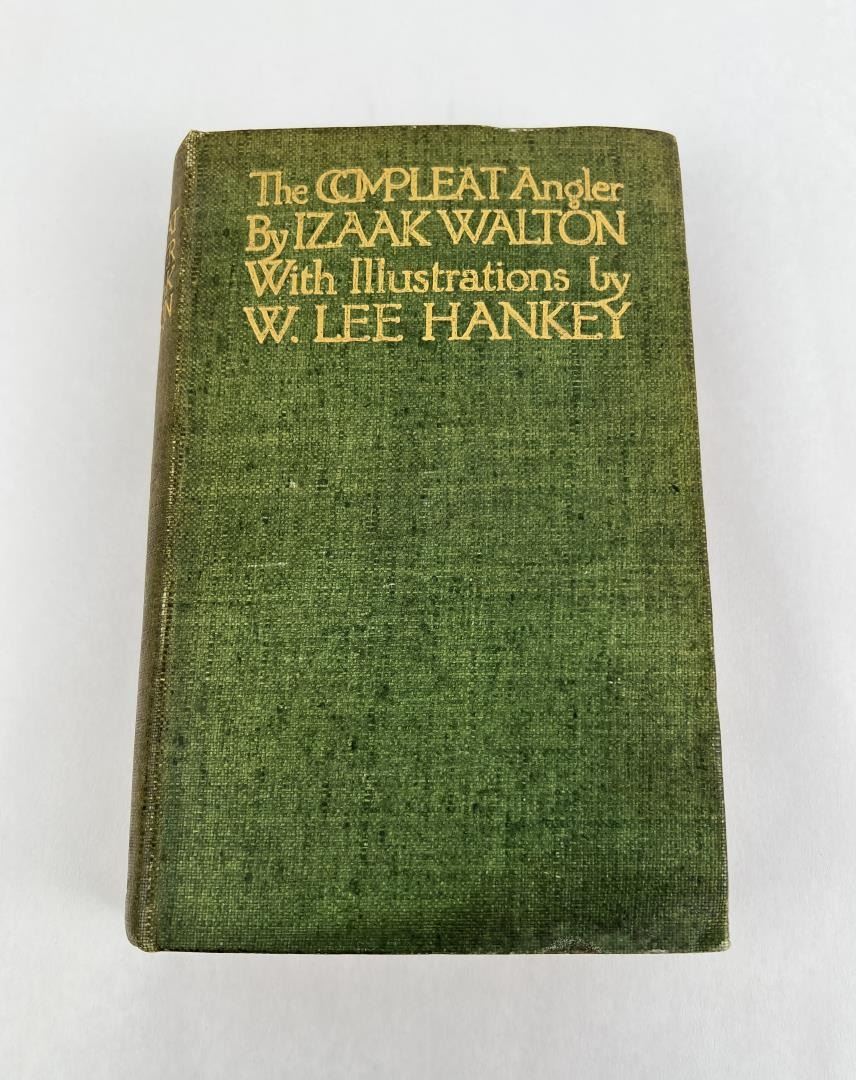 The COMPLEAT Angler
By IZAAK WALTON
With Illustrations by
W. LEE HANKEY